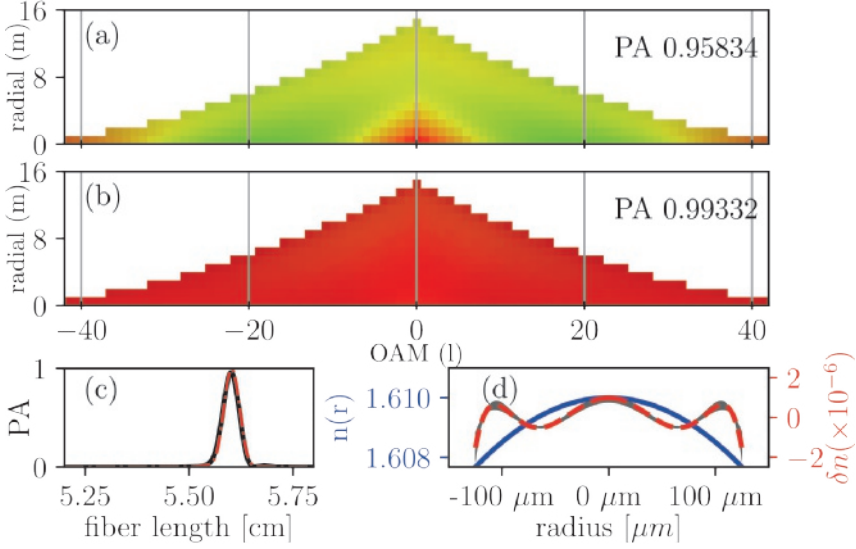 16
(a)
PA 0.95834
radial (m)
8
0
16
(b)
PA 0.99332
radial (m)
8
0
−40
−20
0
20
40
OAM (l)
1
(c)
PA
0
5.25
5.50
5.75
fiber length [cm]
(d)
1.610
n(r)
1.608
2
0
−2
δn(×10⁻⁶)
-100 μm
0 μm
100 μm
radius [μm]